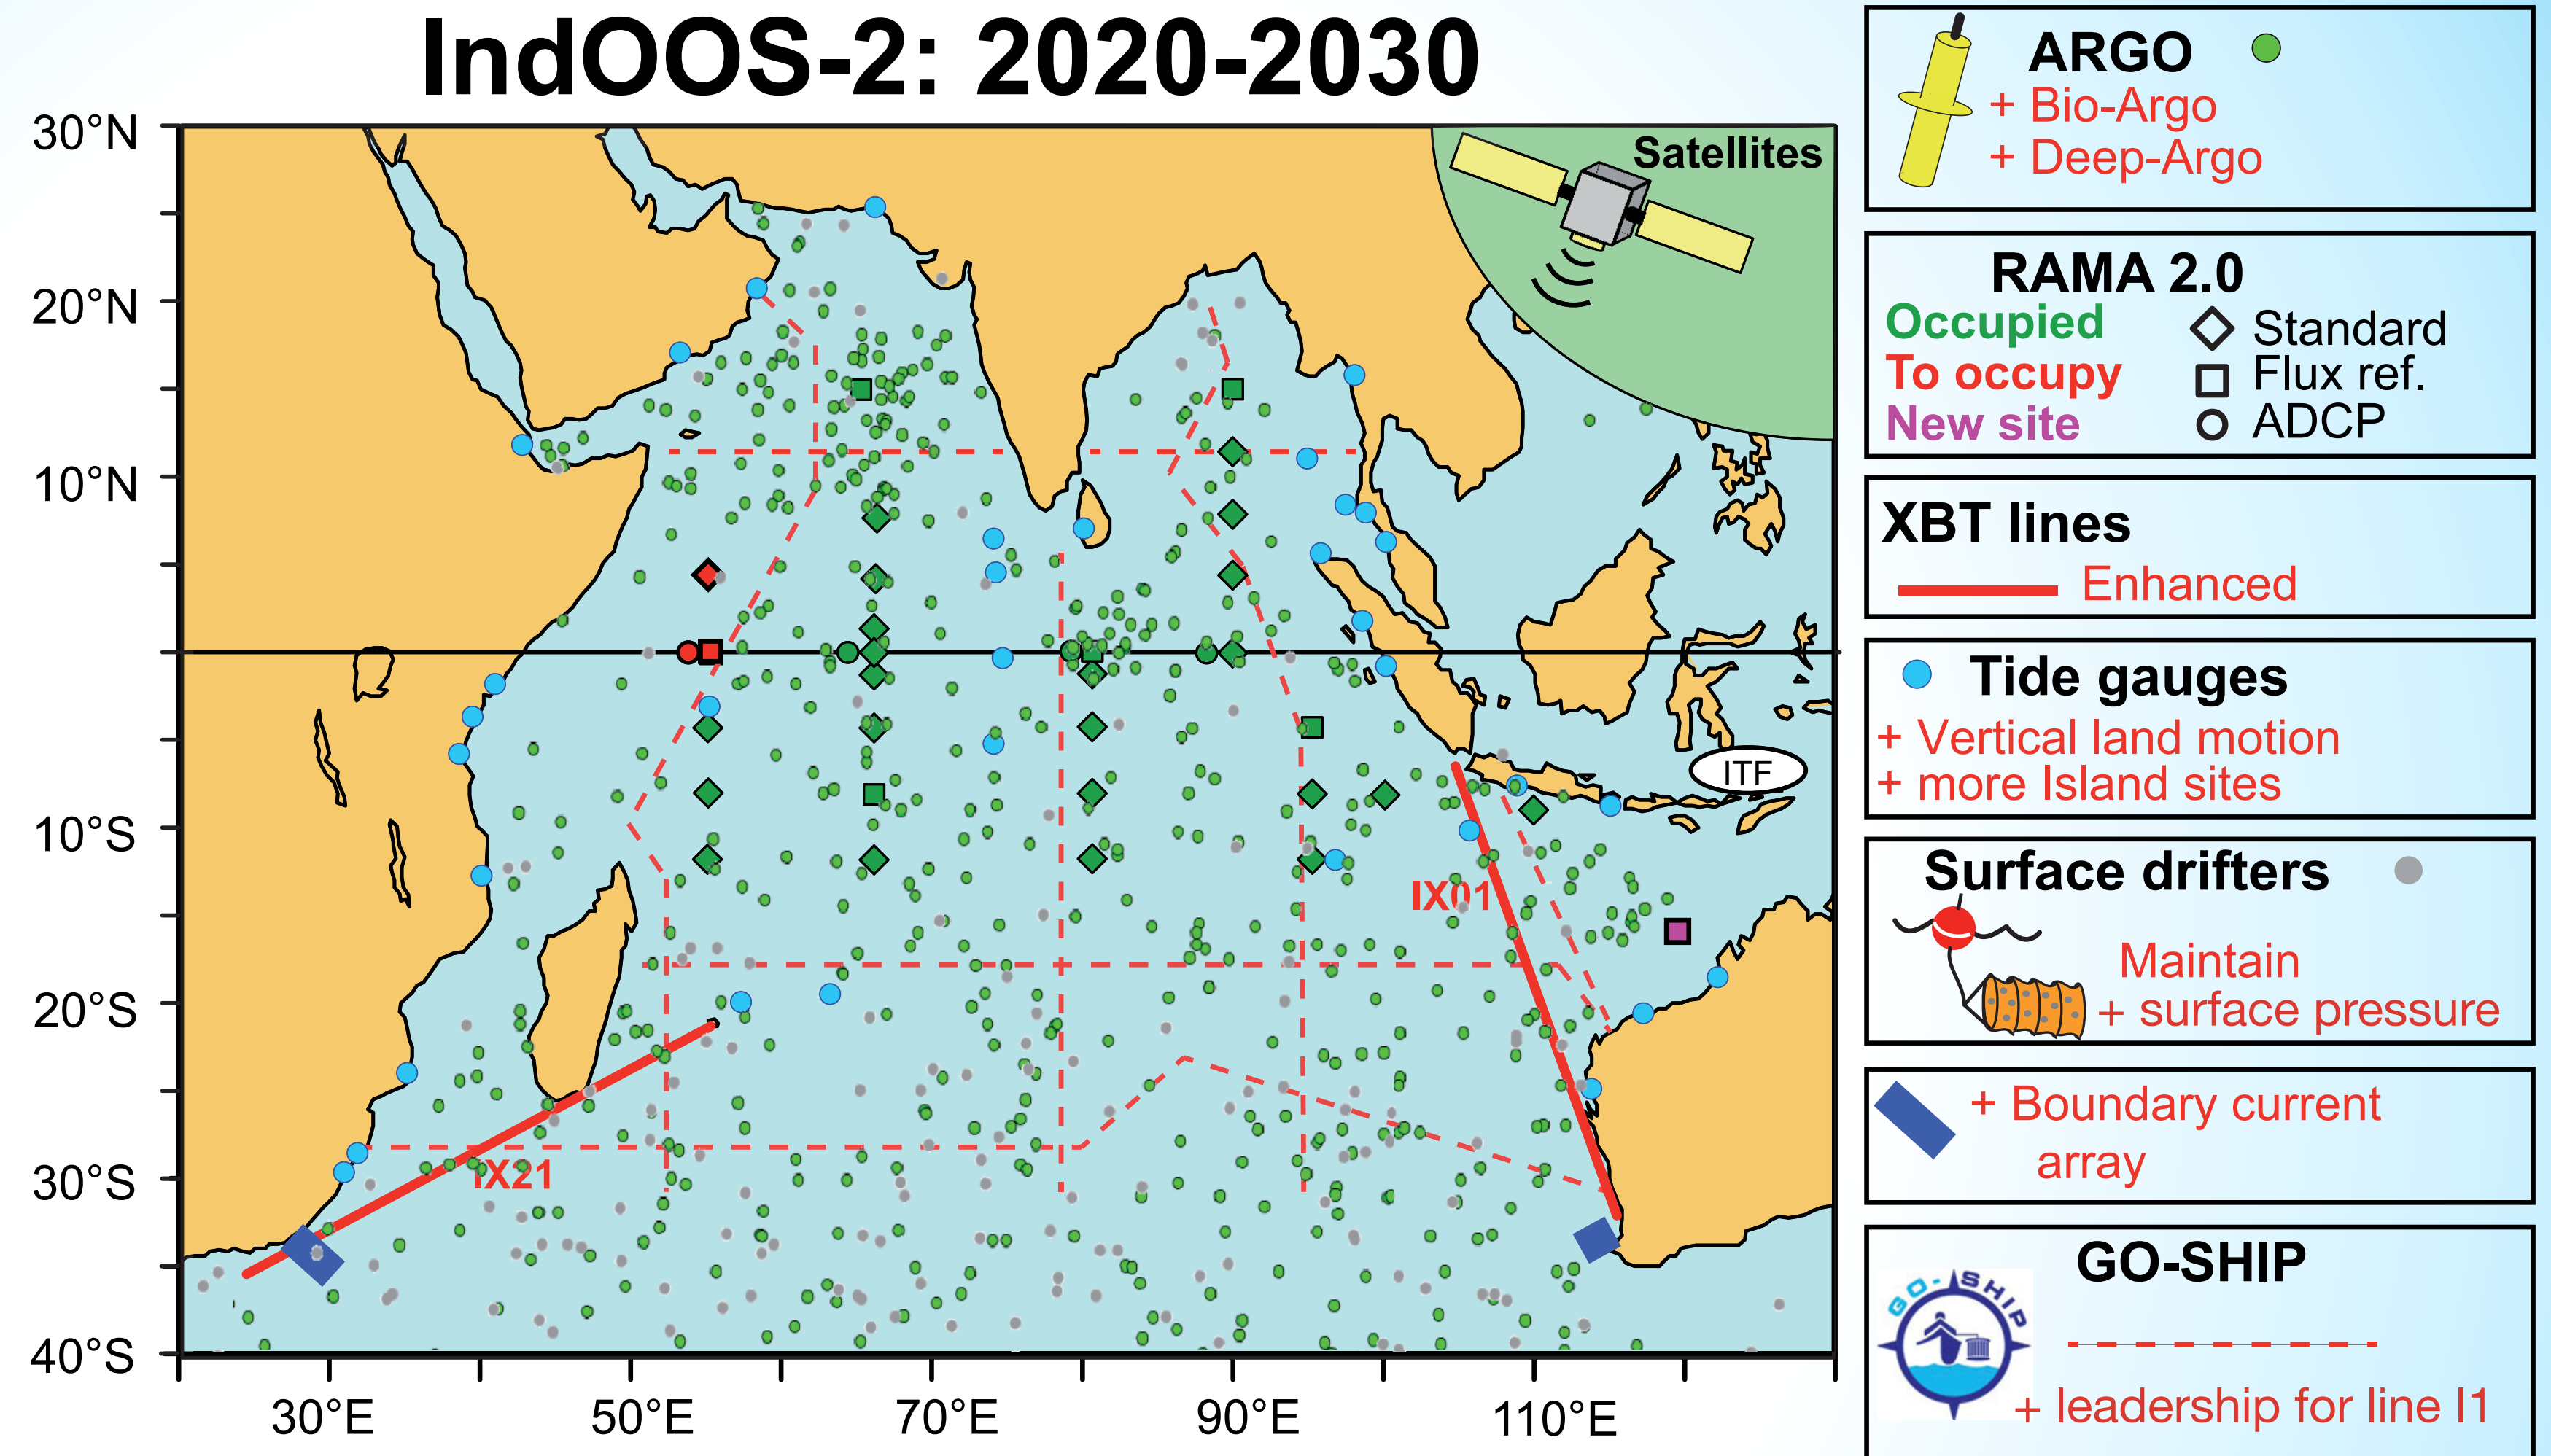 IndOOS-2: 2020-2030
30°N
20°N
10°N
10°S
20°S
30°S
40°S
30°E
50°E
70°E
90°E
110°E
Satellites
ITF
IX01
IX21
ARGO
+ Bio-Argo
+ Deep-Argo
RAMA 2.0
Occupied
Standard
To occupy
Flux ref.
New site
ADCP
XBT lines
Enhanced
Tide gauges
+ Vertical land motion
+ more Island sites
Surface drifters
Maintain
+ surface pressure
+ Boundary current
array
GO-SHIP
GO-SHIP
+ leadership for line I1